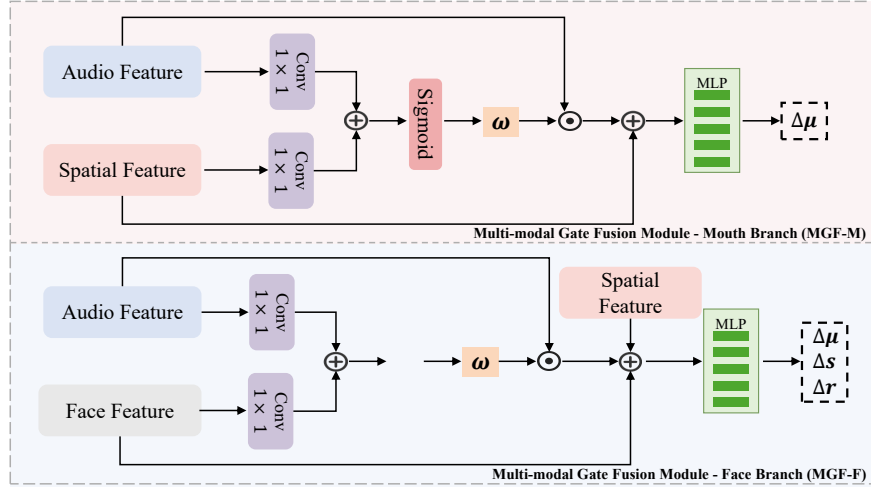 Audio Feature
Conv
1 × 1
Spatial Feature
Conv
1 × 1
Sigmoid
ω
MLP
Δμ
Multi-modal Gate Fusion Module - Mouth Branch (MGF-M)
Audio Feature
Conv
1 × 1
Face Feature
Conv
1 × 1
ω
Spatial
Feature
MLP
Δμ
Δs
Δr
Multi-modal Gate Fusion Module - Face Branch (MGF-F)